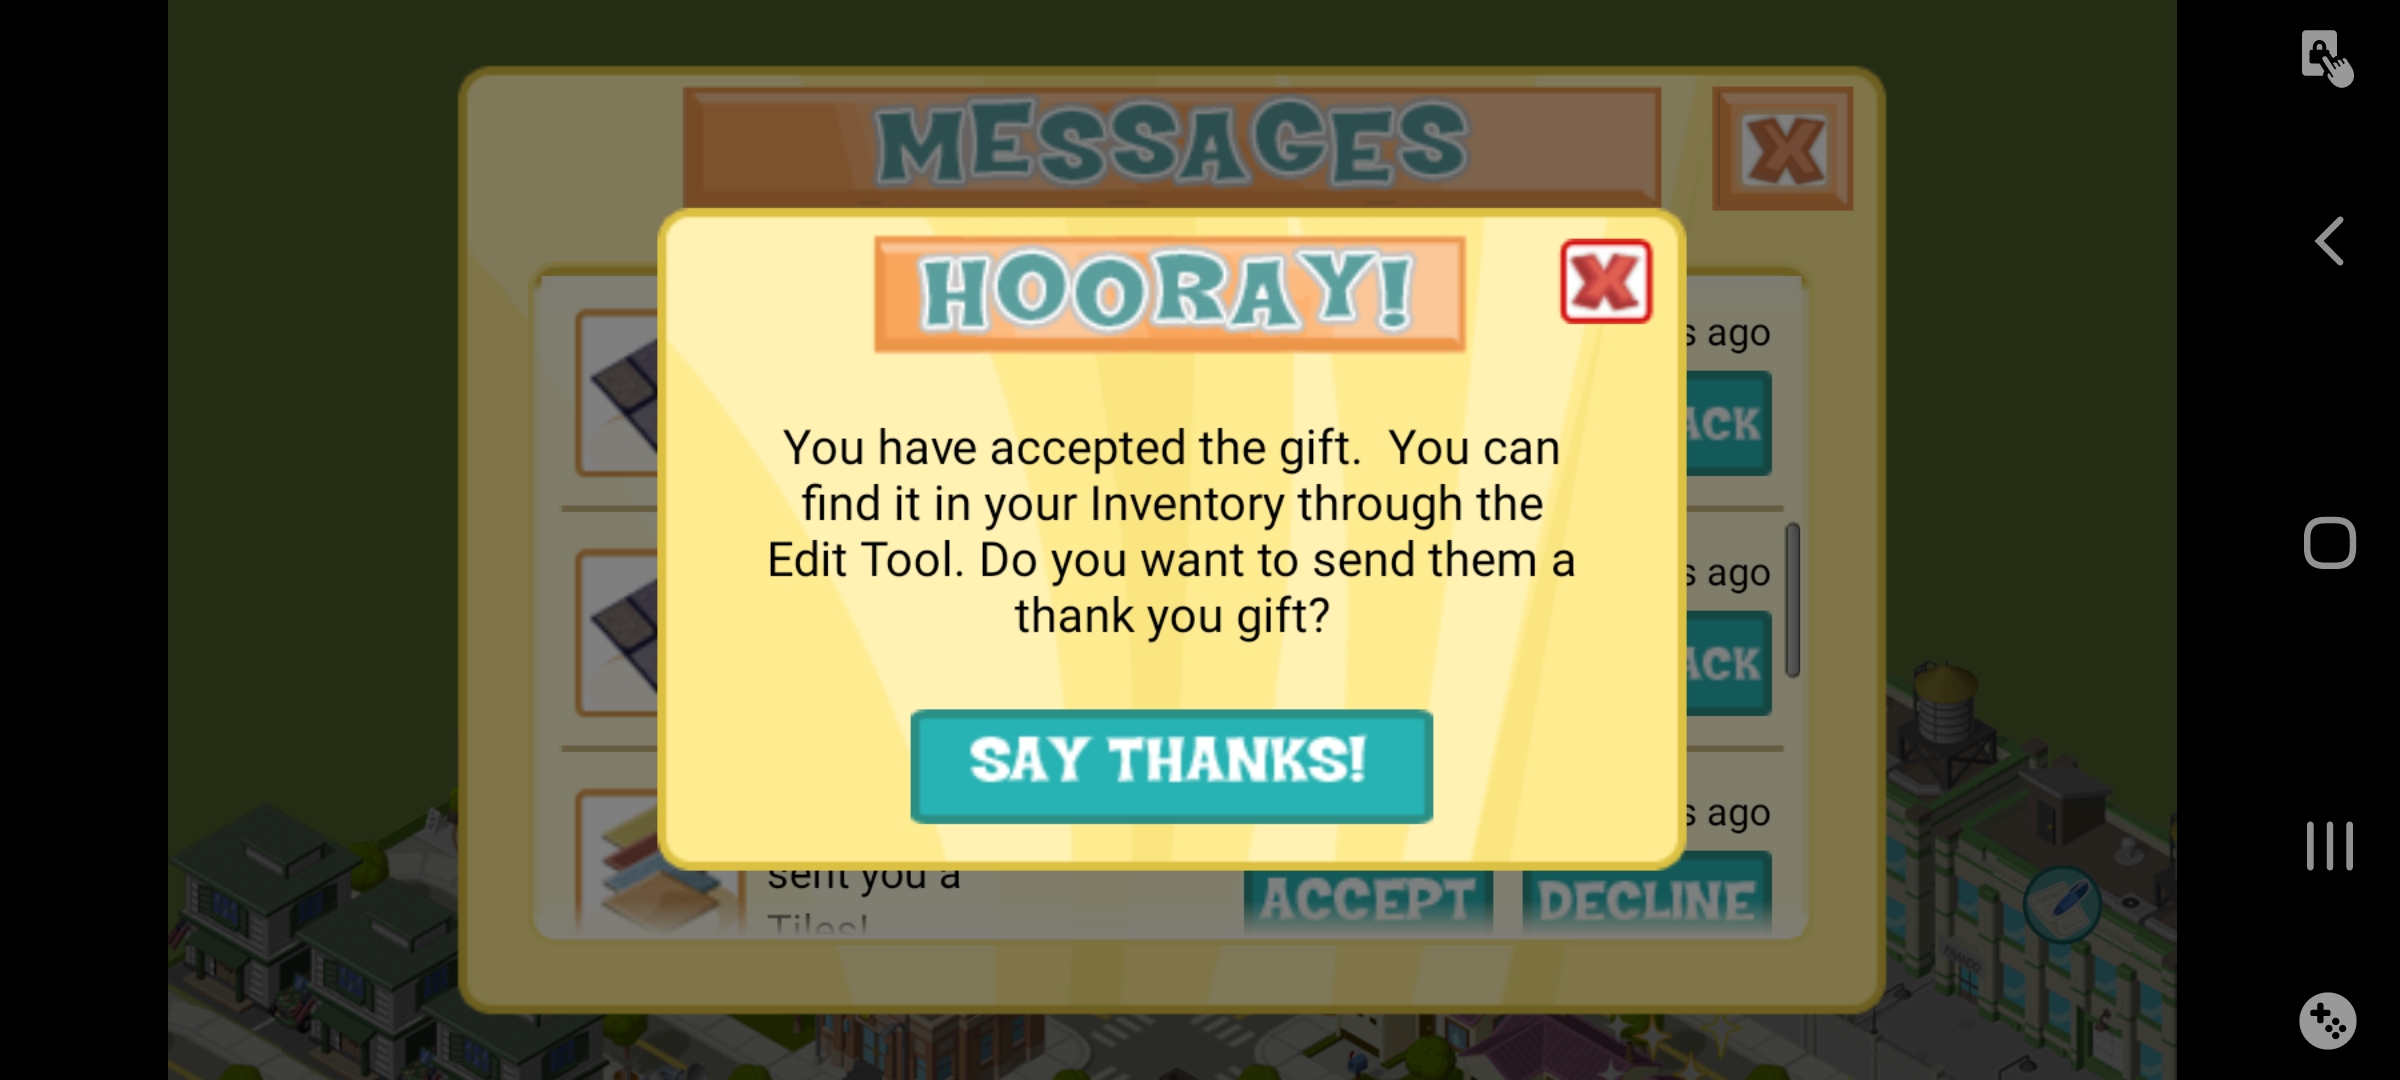 MESSAGES
X
HOORAY!
X
s ago
ACK
You have accepted the gift.  You can
find it in your Inventory through the
Edit Tool. Do you want to send them a
thank you gift?
s ago
ACK
SAY THANKS!
s ago
sent you a
Tiles!
ACCEPT
DECLINE